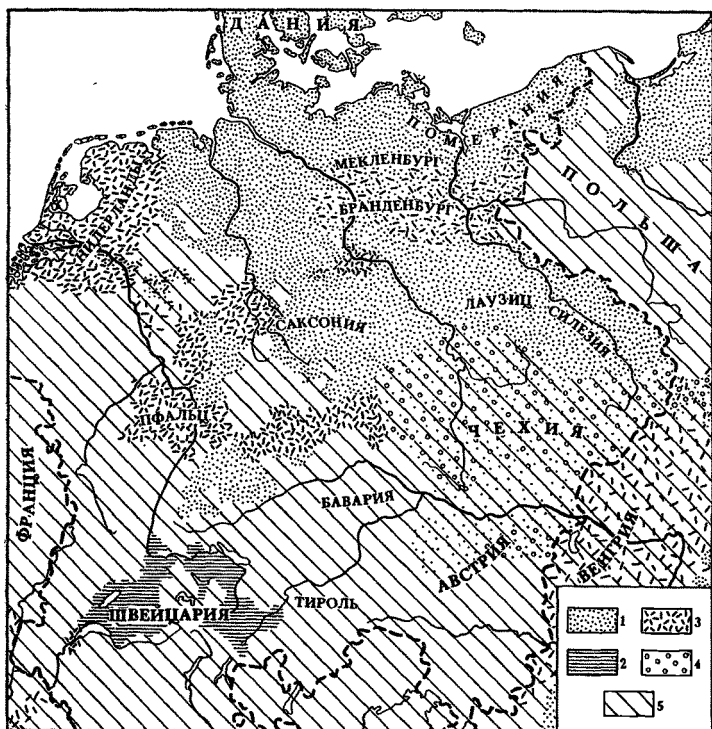 ДАНИЯ
ПОМЕРАНИЯ
МЕКЛЕНБУРГ
БРАНДЕНБУРГ
ПОЛЬША
НИДЕРЛАНДЫ
САКСОНИЯ
ЛАУЗИЦ
СИЛЕЗИЯ
ПФАЛЬЦ
ЧЕХИЯ
ФРАНЦИЯ
БАВАРИЯ
АВСТРИЯ
ВЕНГРИЯ
ТИРОЛЬ
ШВЕЙЦАРИЯ
1 3
2 4
5